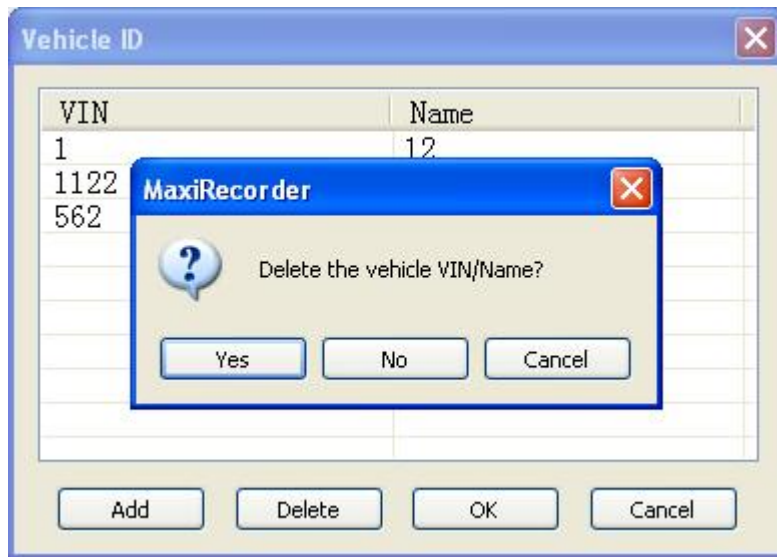 Vehicle ID
VIN Name
1 12
1122
562
MaxiRecorder
Delete the vehicle VIN/Name?
Yes No Cancel
Add Delete OK Cancel